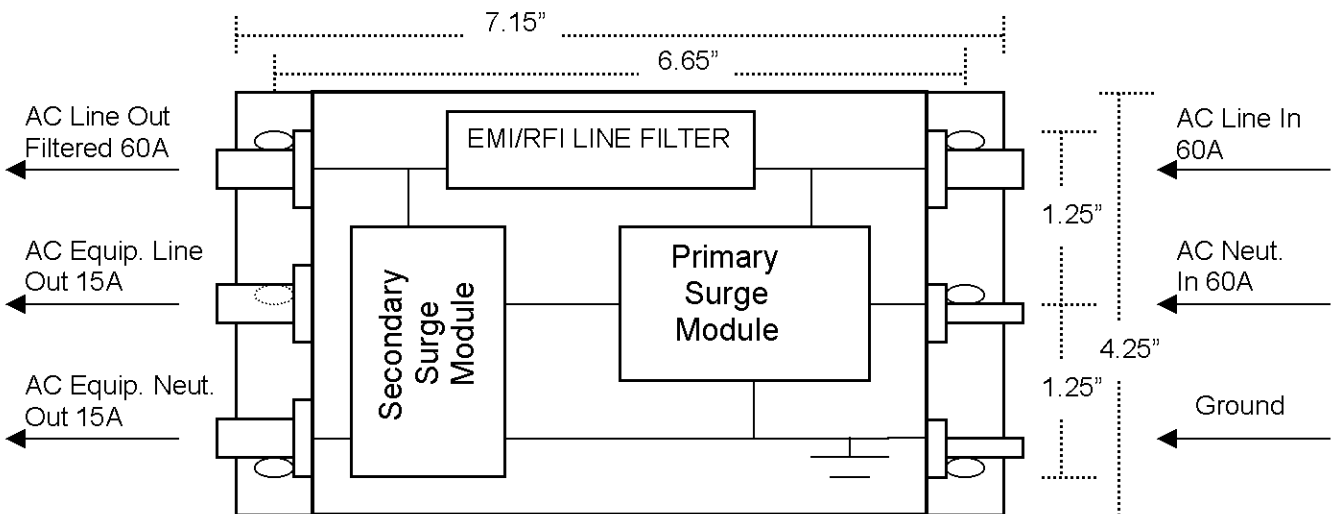 7.15”
6.65”
AC Line Out
Filtered 60A
EMI/RFI LINE FILTER
AC Line In
60A
1.25”
AC Equip. Line
Out 15A
Secondary
Surge
Module
Primary
Surge
Module
AC Neut.
In 60A
4.25”
1.25”
AC Equip. Neut.
Out 15A
Ground